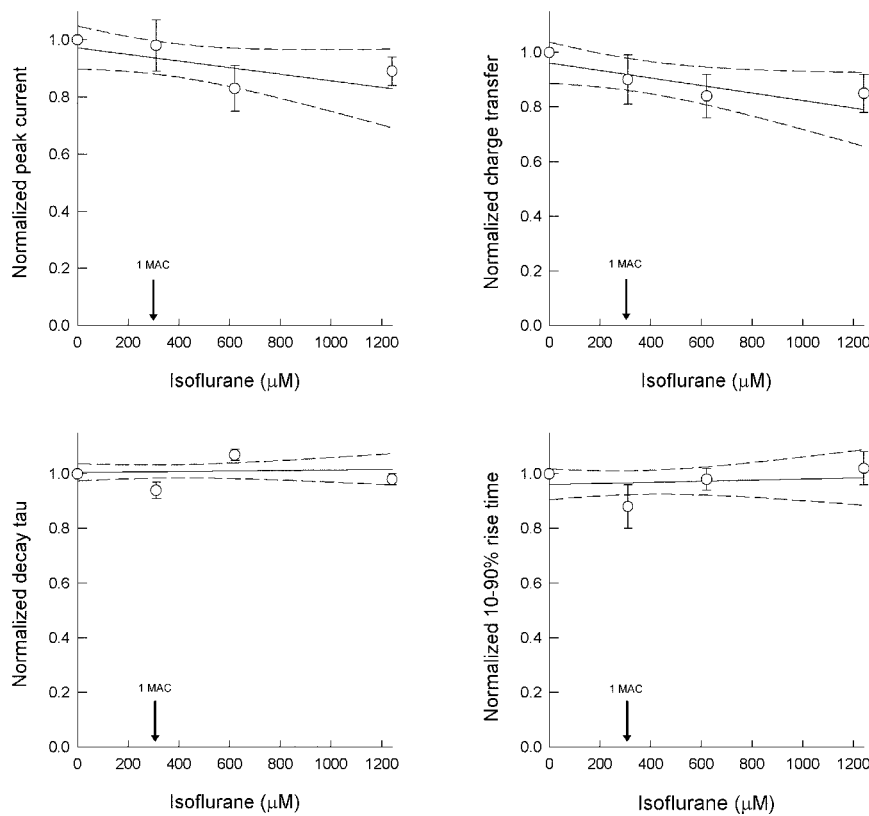 Normalized peak current
1.0
0.8
0.6
0.4
0.2
0.0
1 MAC
0 200 400 600 800 1000 1200
Isoflurane (μM)
Normalized charge transfer
1.0
0.8
0.6
0.4
0.2
0.0
1 MAC
0 200 400 600 800 1000 1200
Isoflurane (μM)
Normalized decay tau
1.0
0.8
0.6
0.4
0.2
0.0
1 MAC
0 200 400 600 800 1000 1200
Isoflurane (μM)
Normalized 10-90% rise time
1.0
0.8
0.6
0.4
0.2
0.0
1 MAC
0 200 400 600 800 1000 1200
Isoflurane (μM)